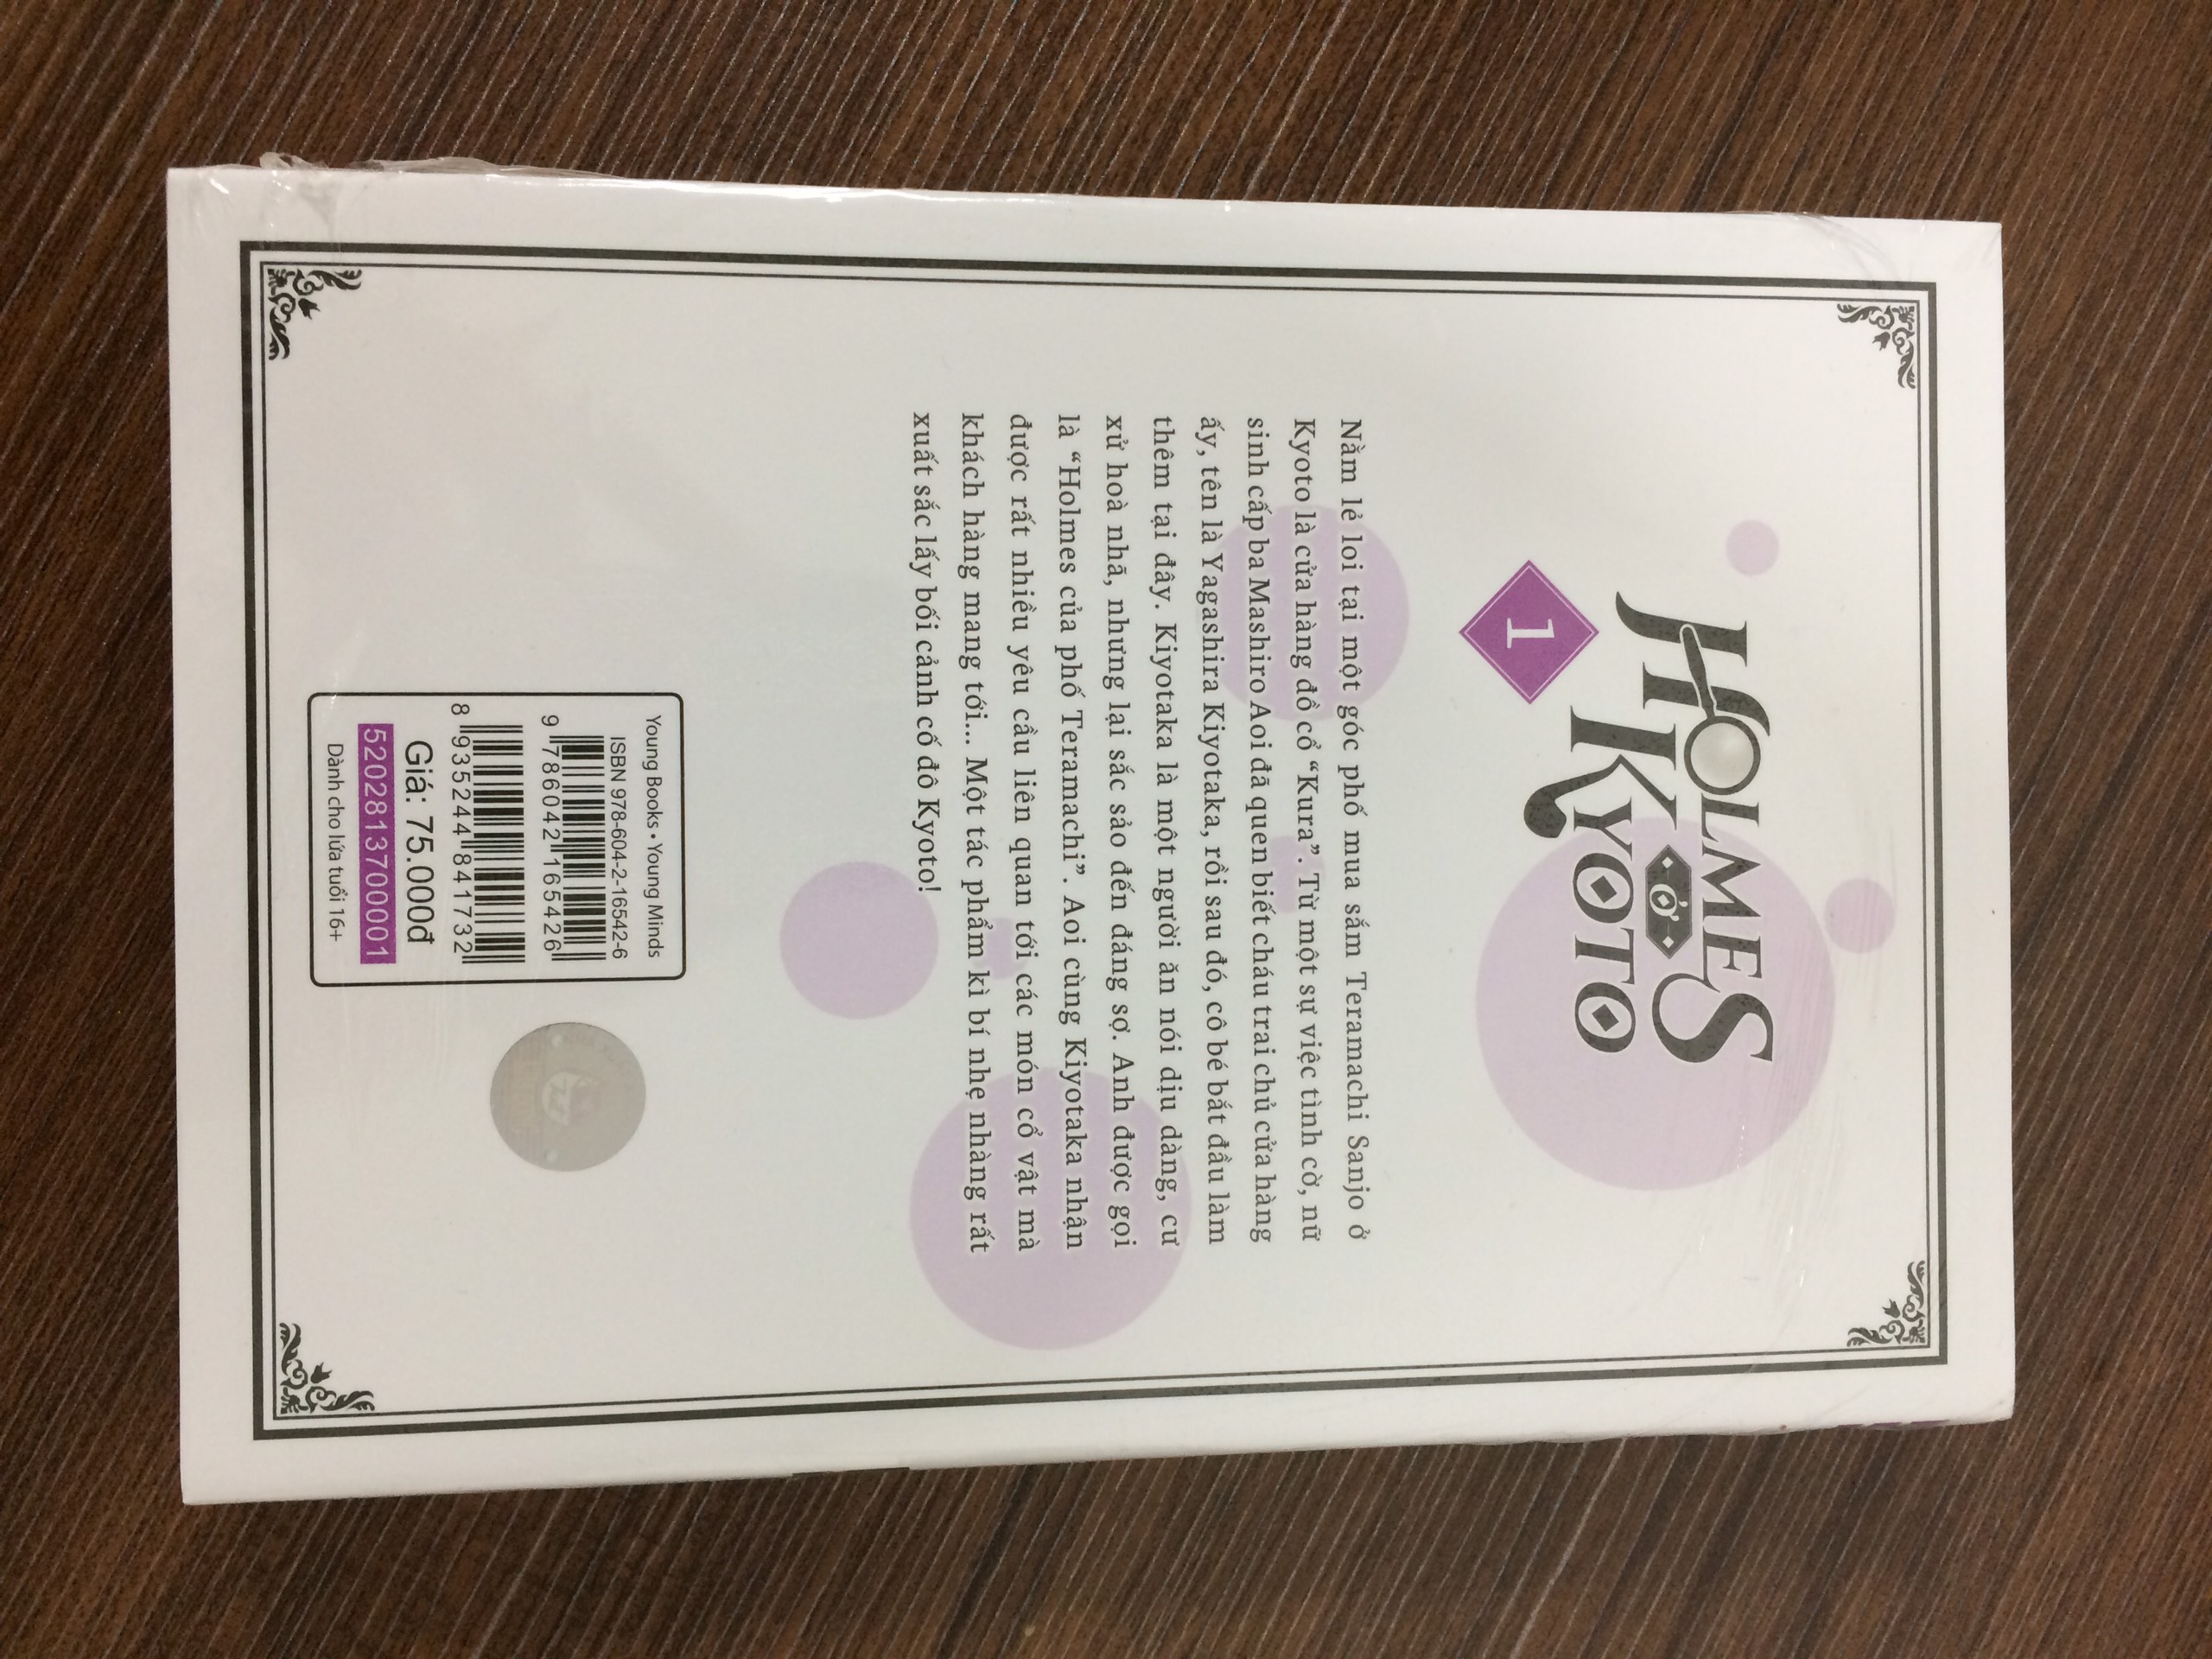 HOLMES
Ở
KYOTO
1
Nằm lẻ loi tại một góc phố mua sắm Teramachi Sanjo ở
Kyoto là cửa hàng đồ cổ “Kura”. Từ một sự việc tình cờ, nữ
sinh cấp ba Mashiro Aoi đã quen biết cháu trai chủ cửa hàng
ấy, tên là Yagashira Kiyotaka, rồi sau đó, cô bé bắt đầu làm
thêm tại đây. Kiyotaka là một người ăn nói dịu dàng, cư
xử hoà nhã, nhưng lại sắc sảo đến đáng sợ. Anh được gọi
là “Holmes của phố Teramachi”. Aoi cùng Kiyotaka nhận
được rất nhiều yêu cầu liên quan tới các món cổ vật mà
khách hàng mang tới... Một tác phẩm kì bí nhẹ nhàng rất
xuất sắc lấy bối cảnh cố đô Kyoto!
Young Books • Young Minds
ISBN 978-604-2-16542-6
9 786042 165426
8 935244 841732
Giá: 75.000đ
5202813700001
Dành cho lứa tuổi 16+